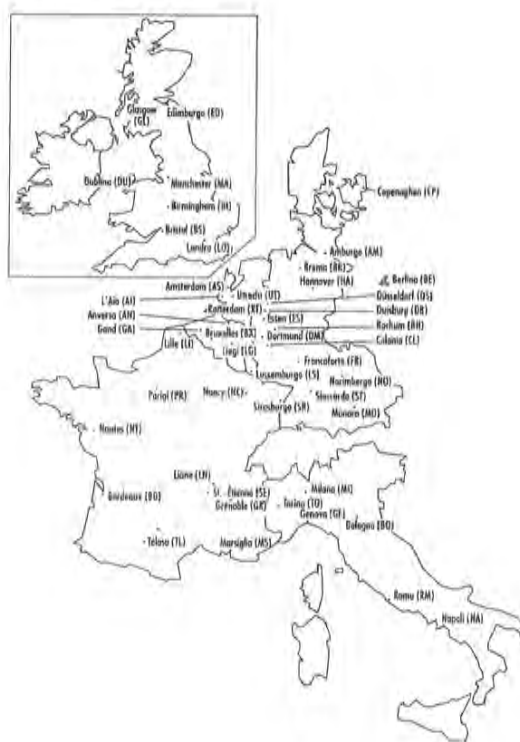 Glasgow (GL)
Edimburgo (ED)
Dublino (DU)
Manchester (MA)
Birmingham (BI)
Bristol (BS)
Londra (LO)
Copenaghen (CP)
Amburgo (AM)
Brema (BR)
Hannover (HA)
Berlino (BE)
Amsterdam (AS)
Utrecht (UT)
Düsseldorf (DS)
L'Aia (AI)
Rotterdam (RT)
Duisburg (DB)
Anversa (AN)
Essen (ES)
Bochum (BH)
Gand (GA)
Bruxelles (BX)
Dortmund (DM)
Colonia (CL)
Lille (LI)
Liegi (LG)
Francoforte (FR)
Lussemburgo (LS)
Norimberga (NO)
Parigi (PR)
Nancy (NC)
Stoccarda (ST)
Strasburgo (SR)
Monaco (MO)
Nantes (NT)
Lione (LN)
Bordeaux (BD)
St. Étienne (SE)
Milano (MI)
Grenoble (GR)
Torino (TO)
Genova (GE)
Bologna (BO)
Tolosa (TL)
Marsiglia (MS)
Roma (RM)
Napoli (NA)